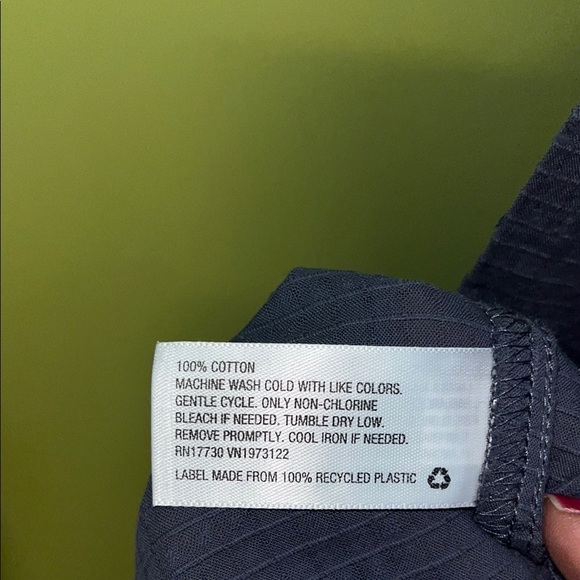 100% COTTON
MACHINE WASH COLD WITH LIKE COLORS.
GENTLE CYCLE. ONLY NON-CHLORINE
BLEACH IF NEEDED. TUMBLE DRY LOW.
REMOVE PROMPTLY. COOL IRON IF NEEDED.
RN17730 VN1973122
LABEL MADE FROM 100% RECYCLED PLASTIC